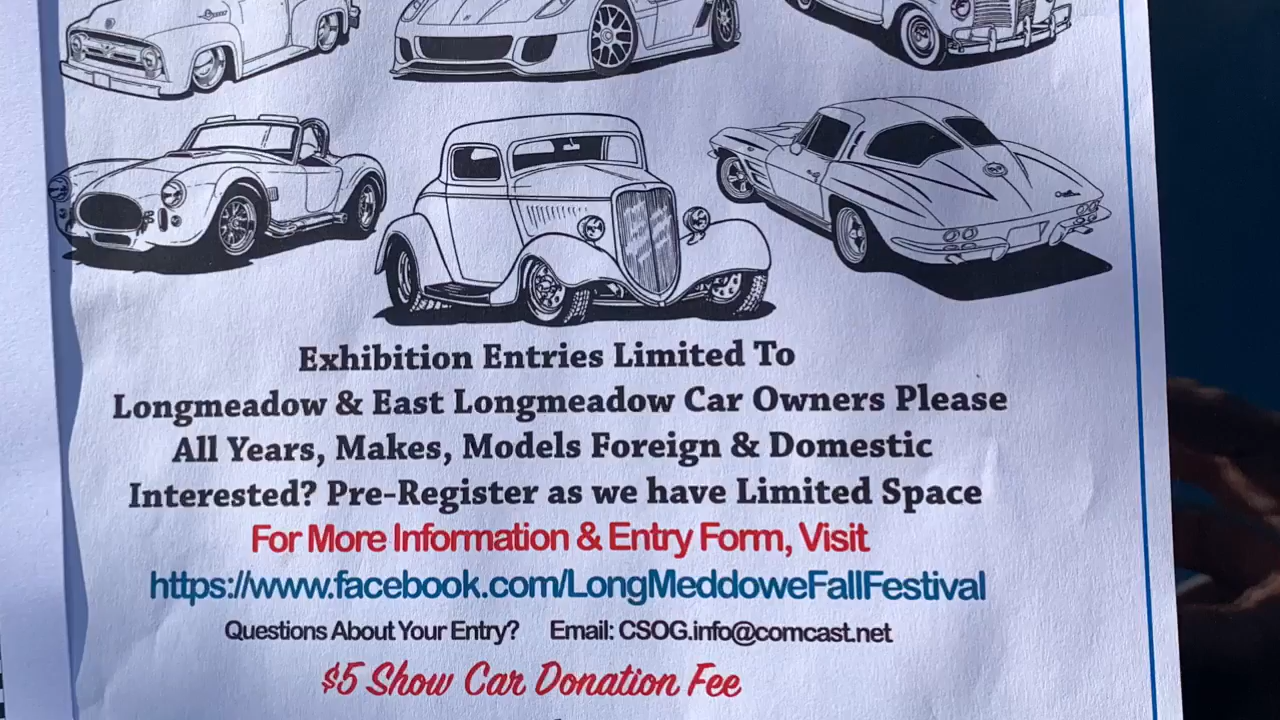 Exhibition Entries Limited To
Longmeadow & East Longmeadow Car Owners Please
All Years, Makes, Models Foreign & Domestic
Interested? Pre-Register as we have Limited Space
For More Information & Entry Form, Visit
https://www.facebook.com/LongMeddoweFallFestival
Questions About Your Entry? Email: CSOG.info@comcast.net
$5 Show Car Donation Fee